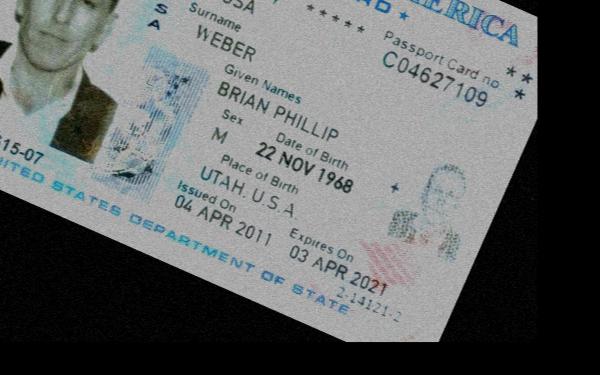 USA
AMERICA
Surname
WEBER
Passport Card no
C04627109
Given Names
BRIAN PHILLIP
Sex Date of Birth
M 22 NOV 1968
Place of Birth
UTAH, U.S.A.
Issued On Expires On
04 APR 2011 03 APR 2021
2-14121-2
15-07
UNITED STATES DEPARTMENT OF STATE